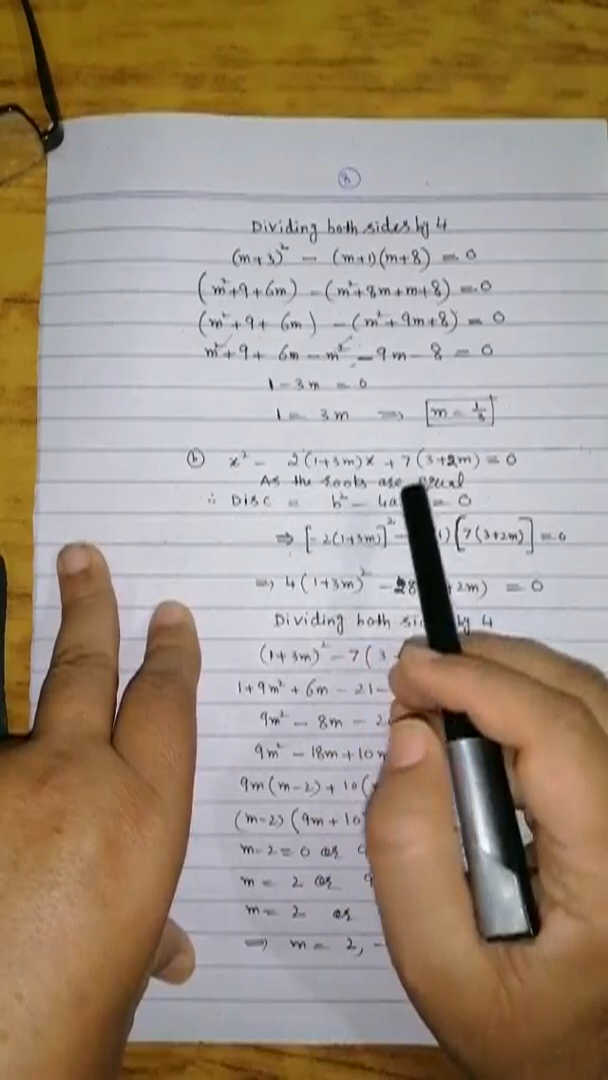 Dividing both sides by 4
(m+3)² - (m+1)(m+8) = 0
(m²+9+6m) - (m²+8m+m+8) = 0
(m²+9+6m) - (m²+9m+8) = 0
m²+9+6m-m²-9m-8 = 0
1-3m = 0
1 = 3m ⇒ m = 1/3
(b) x² - 2(1+3m)x + 7(3+2m) = 0
As the roots are equal
∴ Disc = b² - 4a = 0
⇒ [-2(1+3m)]² - 1) [7(3+2m)] = 0
⇒ 4(1+3m)² - 28 +2m) = 0
Dividing both sides by 4
(1+3m)² - 7(3
1+9m²+6m-21-
9m² - 8m - 2
9m² - 18m + 10m
9m(m-2) + 10(
(m-2) (9m+10
m-2 = 0 or
m = 2 or 9
m = 2 or
⇒ m = 2, -